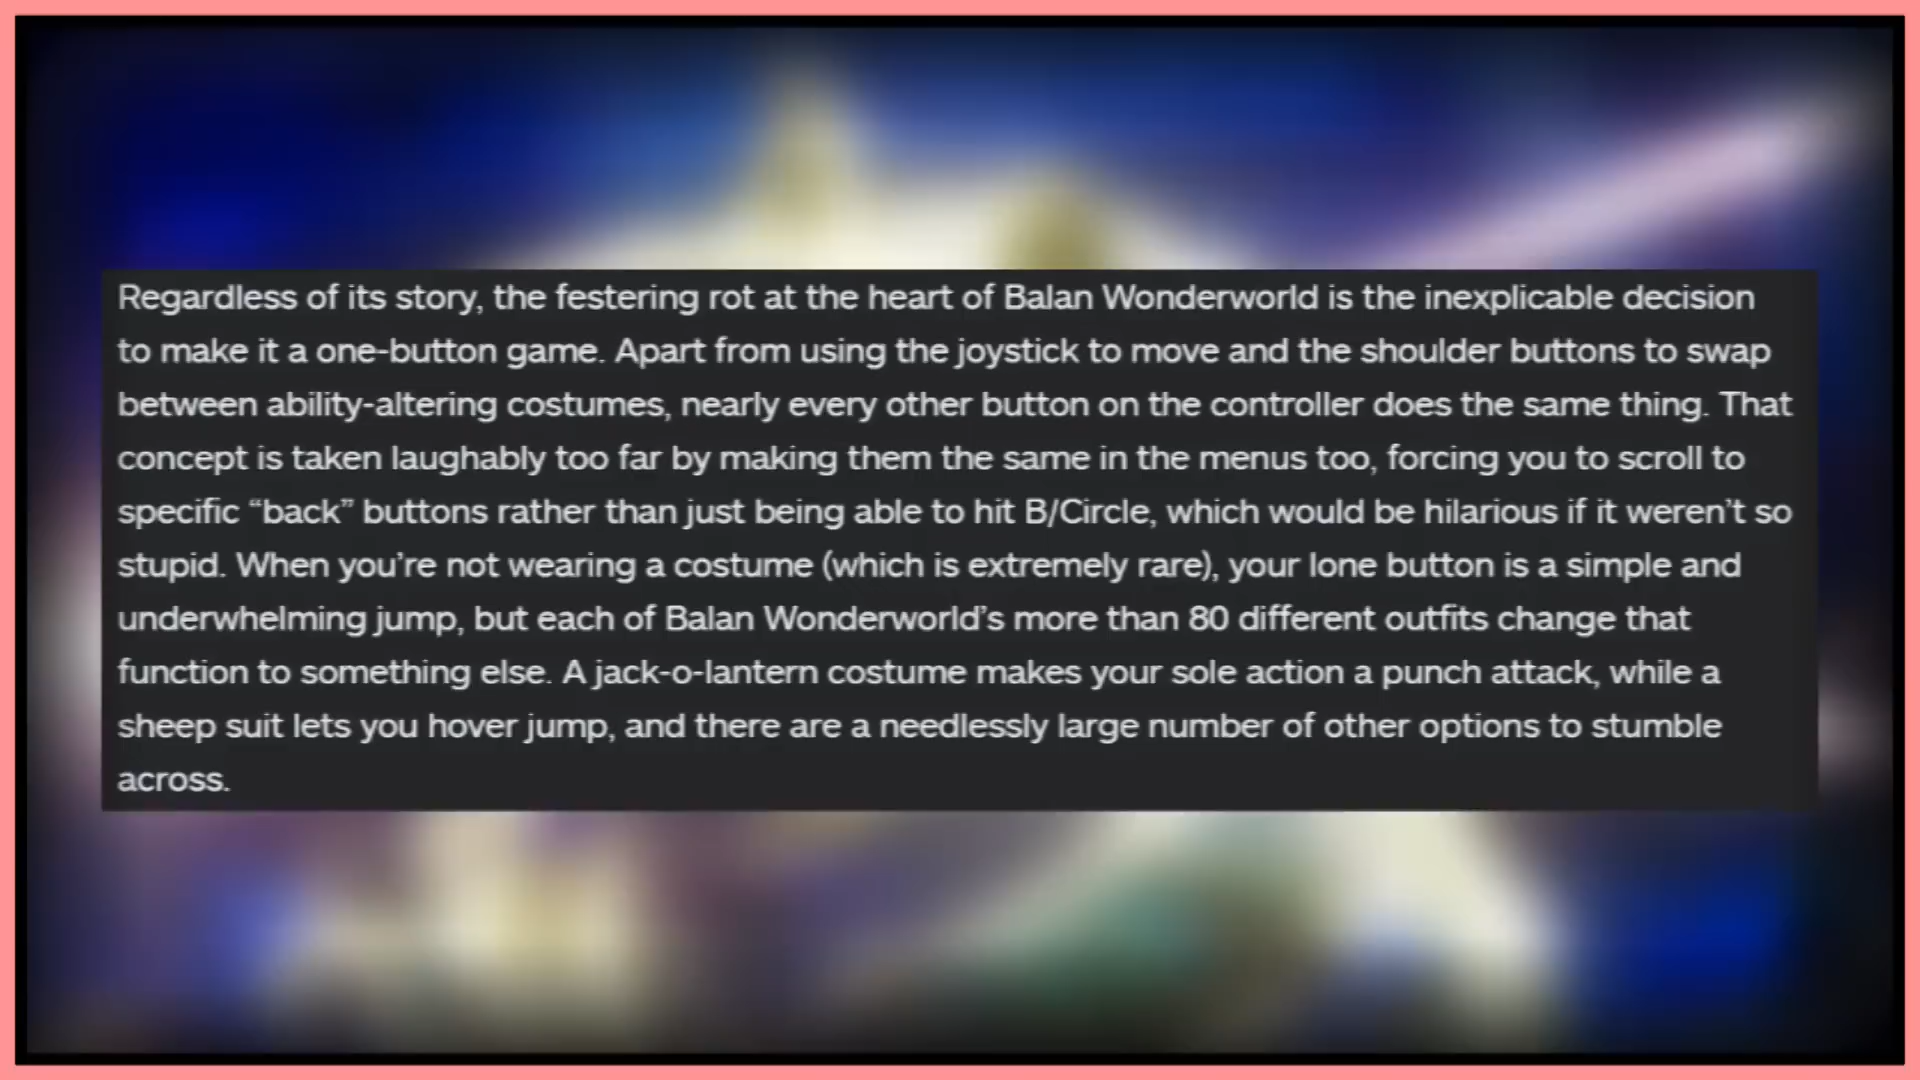 Regardless of its story, the festering rot at the heart of Balan Wonderworld is the inexplicable decision
to make it a one-button game. Apart from using the joystick to move and the shoulder buttons to swap
between ability-altering costumes, nearly every other button on the controller does the same thing. That
concept is taken laughably too far by making them the same in the menus too, forcing you to scroll to
specific “back” buttons rather than just being able to hit B/Circle, which would be hilarious if it weren’t so
stupid. When you’re not wearing a costume (which is extremely rare), your lone button is a simple and
underwhelming jump, but each of Balan Wonderworld’s more than 80 different outfits change that
function to something else. A jack-o-lantern costume makes your sole action a punch attack, while a
sheep suit lets you hover jump, and there are a needlessly large number of other options to stumble
across.